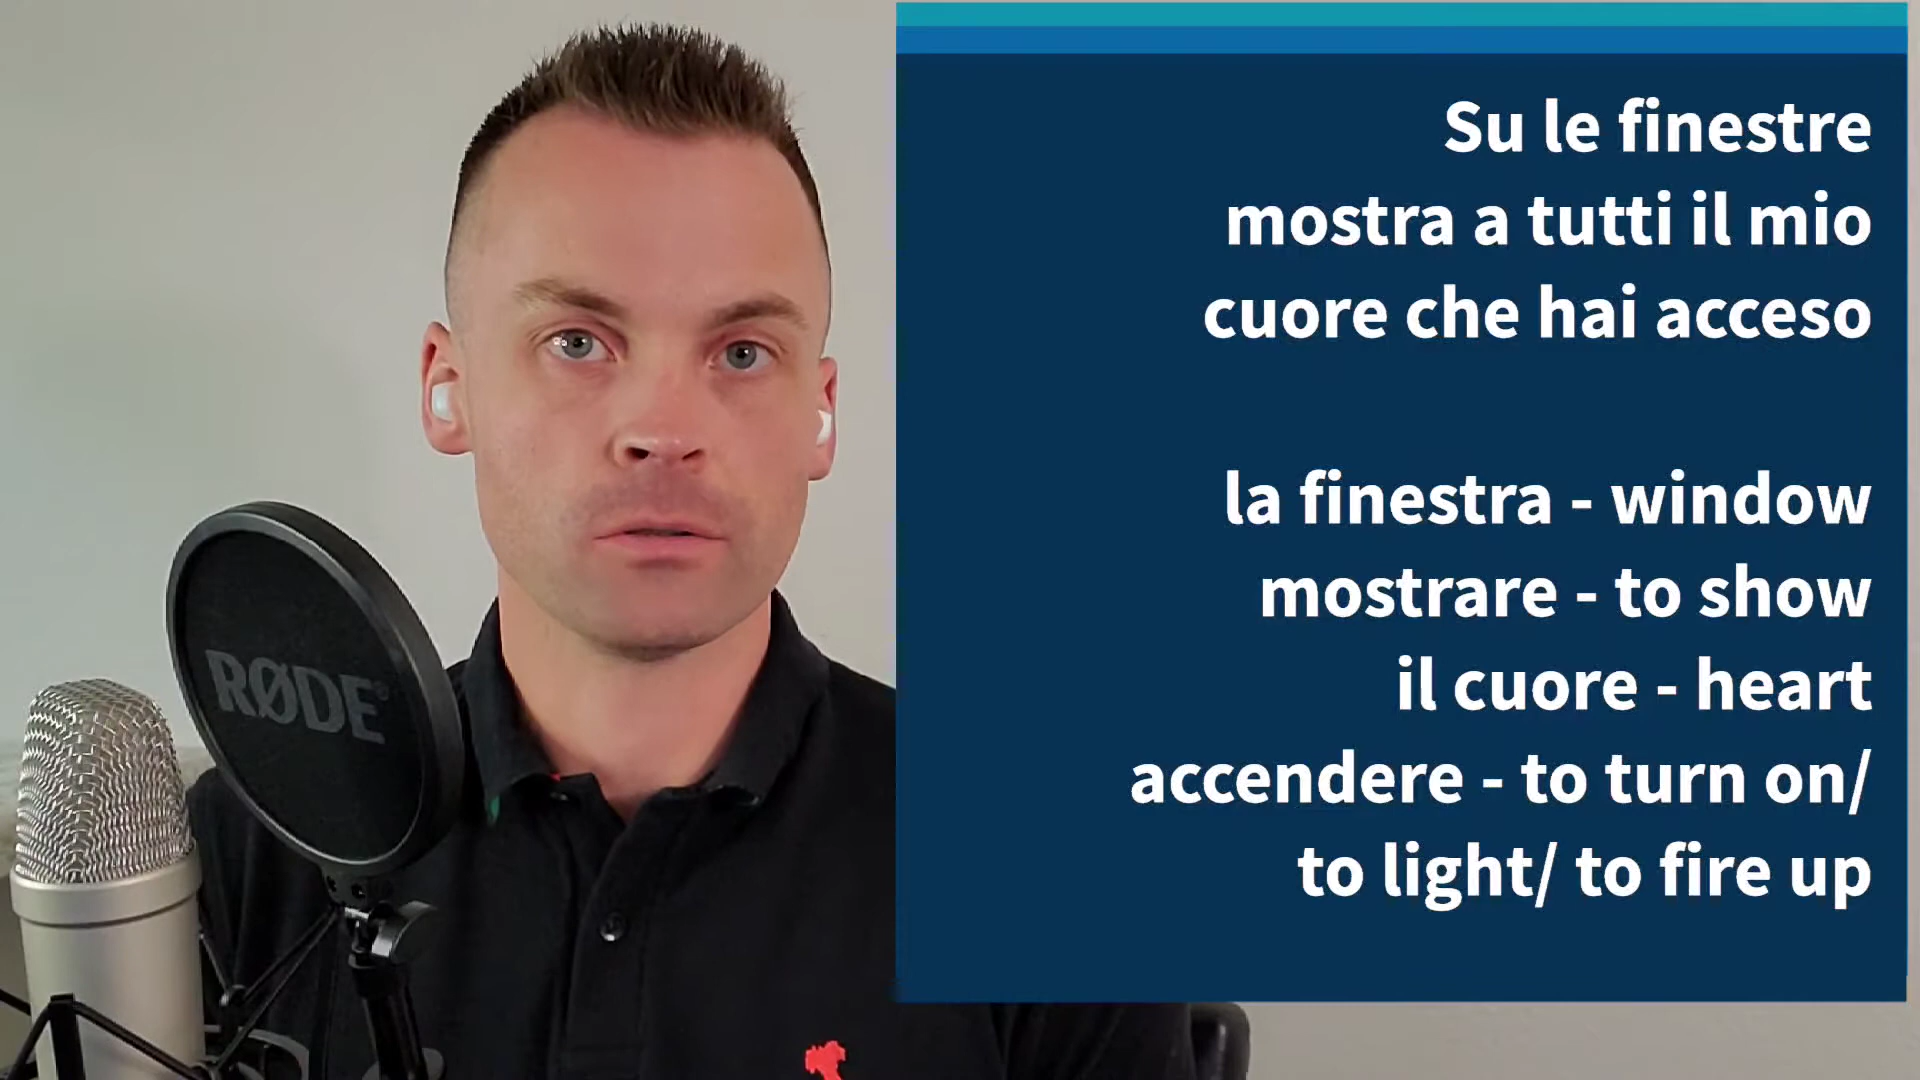 Su le finestre
mostra a tutti il mio
cuore che hai acceso
la finestra - window
mostrare - to show
il cuore - heart
accendere - to turn on/
to light/ to fire up
RØDE